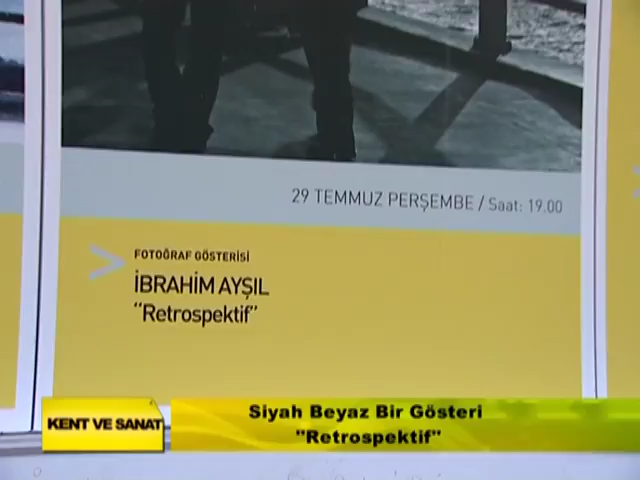 29 TEMMUZ PERŞEMBE / Saat: 19.00
FOTOĞRAF GÖSTERİSİ
İBRAHİM AYŞIL
"Retrospektif"
KENT VE SANAT
Siyah Beyaz Bir Gösteri
"Retrospektif"